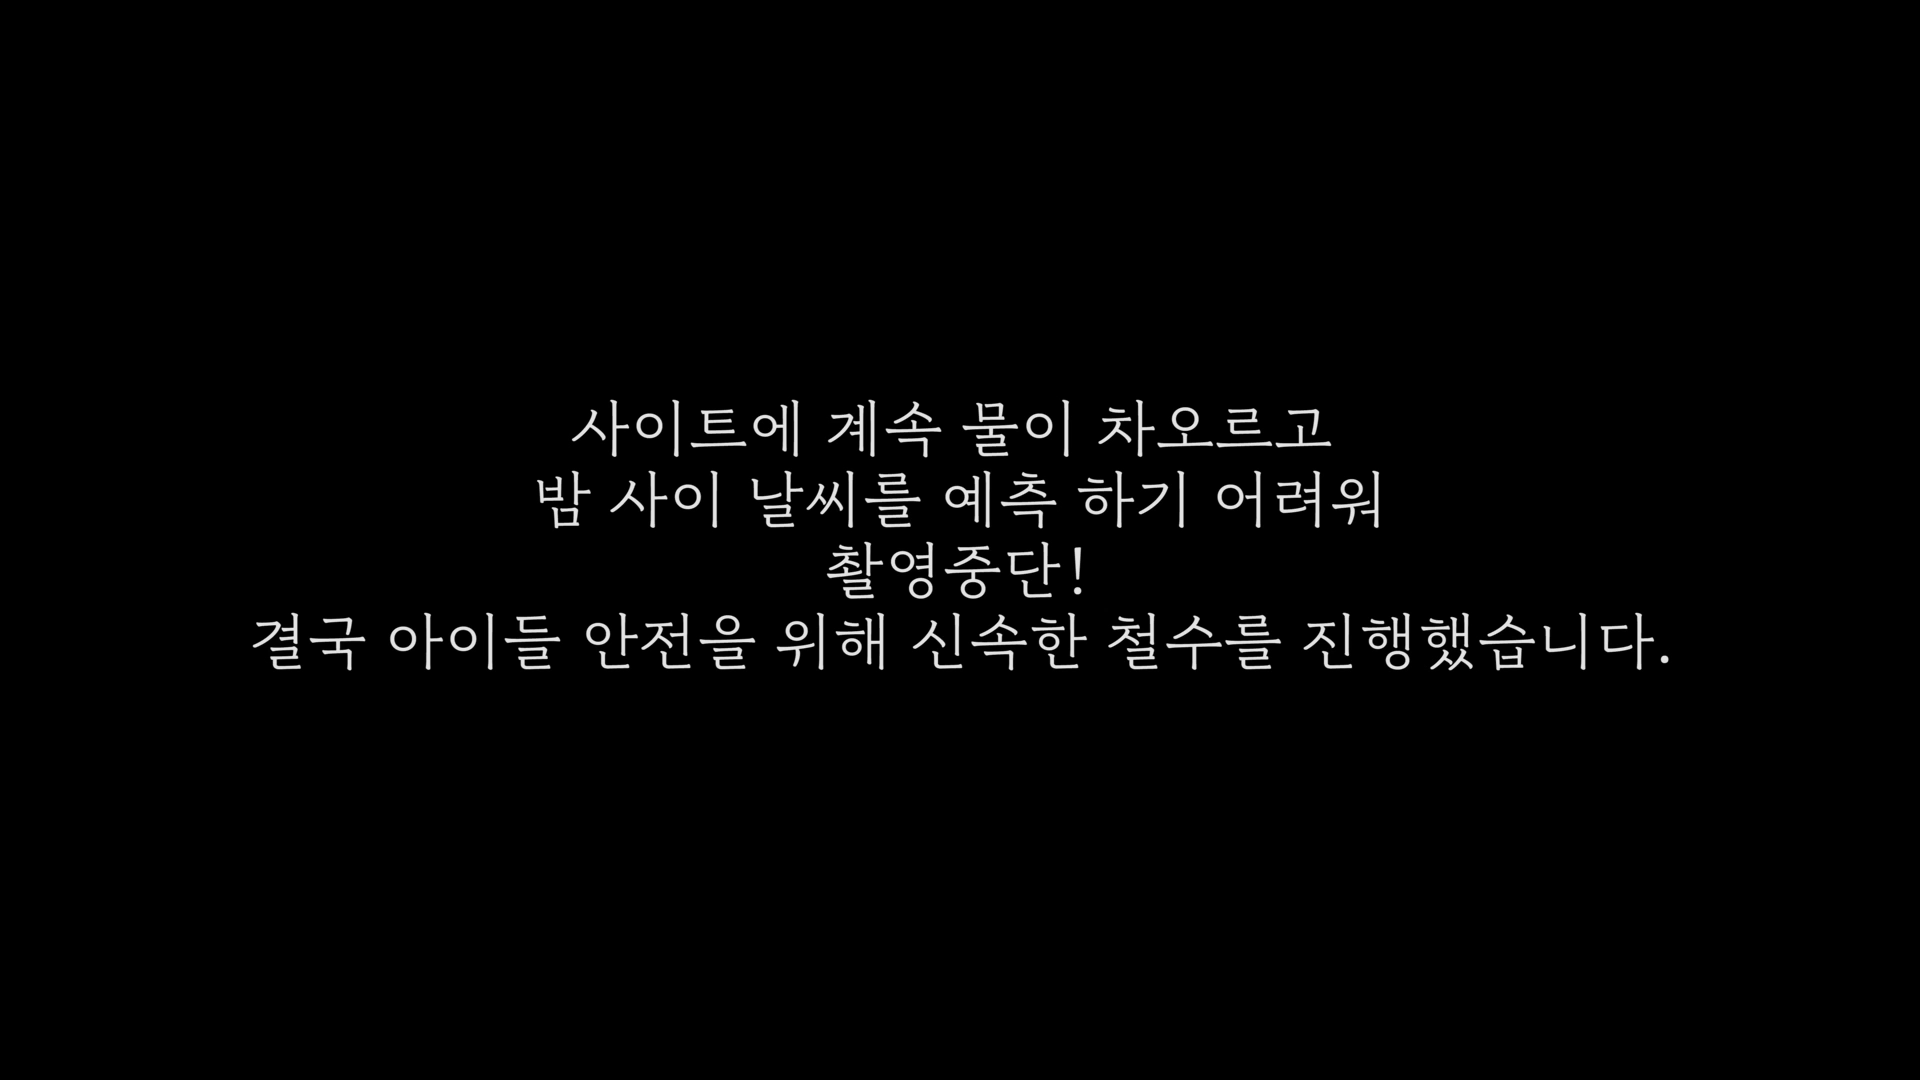 사이트에 계속 물이 차오르고
밤 사이 날씨를 예측 하기 어려워
촬영중단!
결국 아이들 안전을 위해 신속한 철수를 진행했습니다.